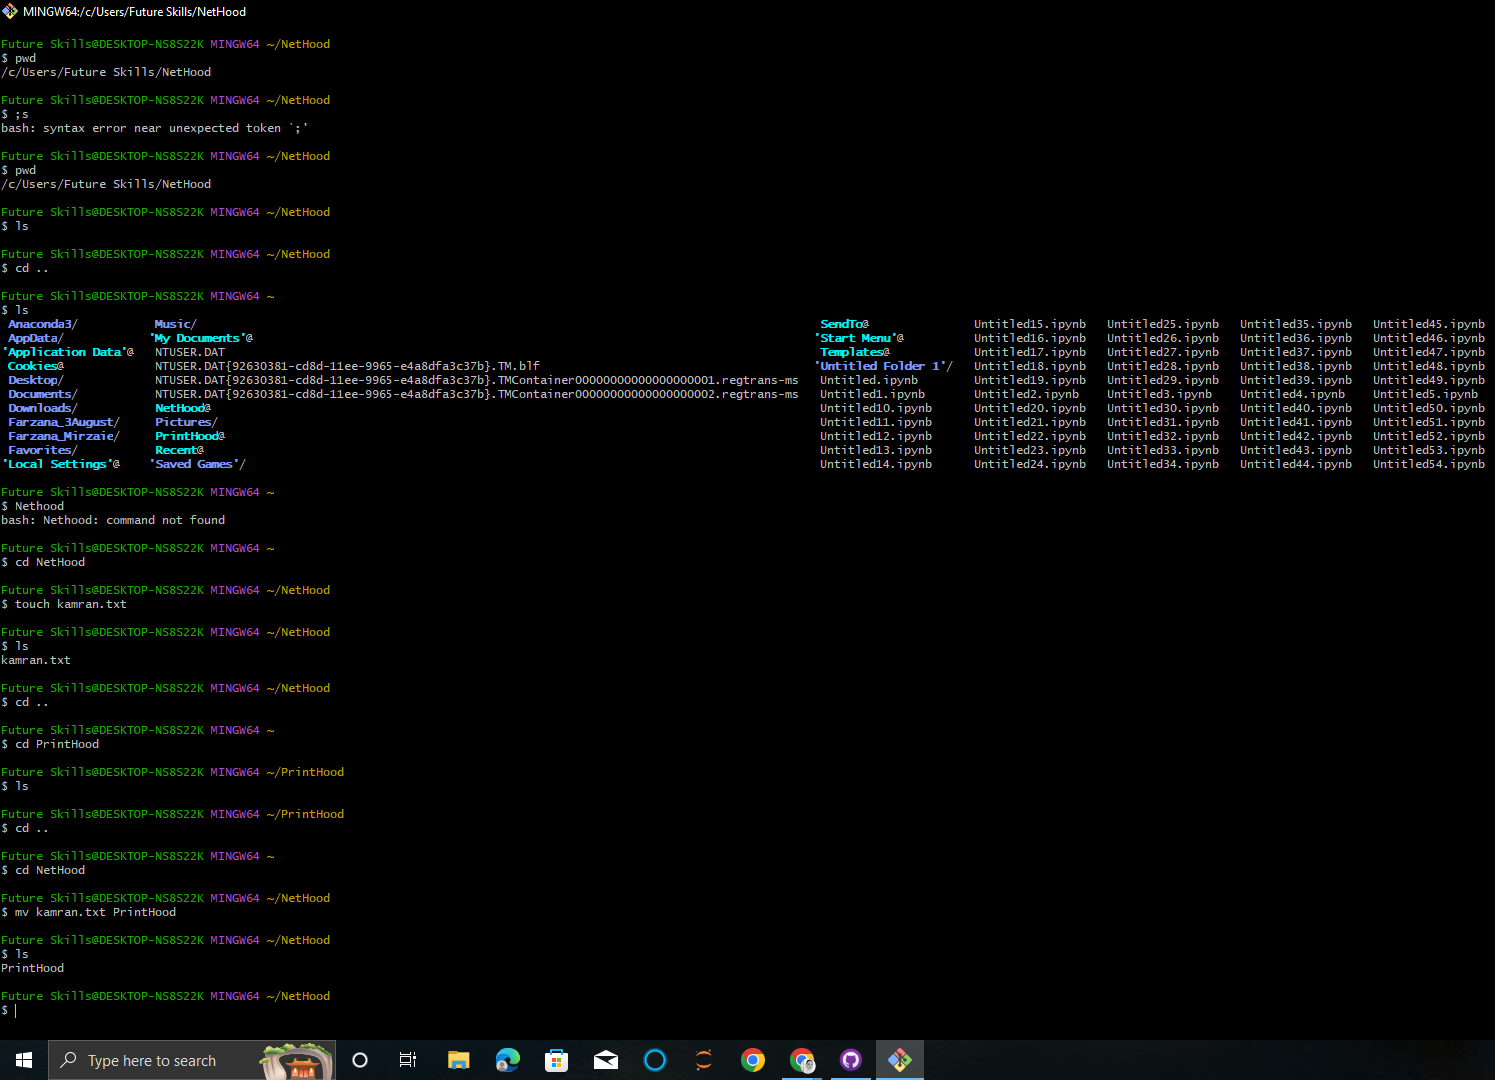 MINGW64:/c/Users/Future Skills/NetHood
Future Skills@DESKTOP-NS8S22K MINGW64 ~/NetHood
$ pwd
/c/Users/Future Skills/NetHood
Future Skills@DESKTOP-NS8S22K MINGW64 ~/NetHood
$ ;s
bash: syntax error near unexpected token `;'
Future Skills@DESKTOP-NS8S22K MINGW64 ~/NetHood
$ pwd
/c/Users/Future Skills/NetHood
Future Skills@DESKTOP-NS8S22K MINGW64 ~/NetHood
$ ls
Future Skills@DESKTOP-NS8S22K MINGW64 ~/NetHood
$ cd ..
Future Skills@DESKTOP-NS8S22K MINGW64 ~
$ ls
Anaconda3/ Music/ SendTo@ Untitled15.ipynb Untitled25.ipynb Untitled35.ipynb Untitled45.ipynb
AppData/ 'My Documents'@ 'Start Menu'@ Untitled16.ipynb Untitled26.ipynb Untitled36.ipynb Untitled46.ipynb
'Application Data'@ NTUSER.DAT Templates@ Untitled17.ipynb Untitled27.ipynb Untitled37.ipynb Untitled47.ipynb
Cookies@ NTUSER.DAT{92630381-cd8d-11ee-9965-e4a8dfa3c37b}.TM.blf 'Untitled Folder 1'/ Untitled18.ipynb Untitled28.ipynb Untitled38.ipynb Untitled48.ipynb
Desktop/ NTUSER.DAT{92630381-cd8d-11ee-9965-e4a8dfa3c37b}.TMContainer00000000000000000001.regtrans-ms Untitled.ipynb Untitled19.ipynb Untitled29.ipynb Untitled39.ipynb Untitled49.ipynb
Documents/ NTUSER.DAT{92630381-cd8d-11ee-9965-e4a8dfa3c37b}.TMContainer00000000000000000002.regtrans-ms Untitled1.ipynb Untitled2.ipynb Untitled3.ipynb Untitled4.ipynb Untitled5.ipynb
Downloads/ NetHood@ Untitled10.ipynb Untitled20.ipynb Untitled30.ipynb Untitled40.ipynb Untitled50.ipynb
Farzana_3August/ Pictures/ Untitled11.ipynb Untitled21.ipynb Untitled31.ipynb Untitled41.ipynb Untitled51.ipynb
Farzana_Mirzaie/ PrintHood@ Untitled12.ipynb Untitled22.ipynb Untitled32.ipynb Untitled42.ipynb Untitled52.ipynb
Favorites/ Recent@ Untitled13.ipynb Untitled23.ipynb Untitled33.ipynb Untitled43.ipynb Untitled53.ipynb
'Local Settings'@ 'Saved Games'/ Untitled14.ipynb Untitled24.ipynb Untitled34.ipynb Untitled44.ipynb Untitled54.ipynb
Future Skills@DESKTOP-NS8S22K MINGW64 ~
$ Nethood
bash: Nethood: command not found
Future Skills@DESKTOP-NS8S22K MINGW64 ~
$ cd NetHood
Future Skills@DESKTOP-NS8S22K MINGW64 ~/NetHood
$ touch kamran.txt
Future Skills@DESKTOP-NS8S22K MINGW64 ~/NetHood
$ ls
kamran.txt
Future Skills@DESKTOP-NS8S22K MINGW64 ~/NetHood
$ cd ..
Future Skills@DESKTOP-NS8S22K MINGW64 ~
$ cd PrintHood
Future Skills@DESKTOP-NS8S22K MINGW64 ~/PrintHood
$ ls
Future Skills@DESKTOP-NS8S22K MINGW64 ~/PrintHood
$ cd ..
Future Skills@DESKTOP-NS8S22K MINGW64 ~
$ cd NetHood
Future Skills@DESKTOP-NS8S22K MINGW64 ~/NetHood
$ mv kamran.txt PrintHood
Future Skills@DESKTOP-NS8S22K MINGW64 ~/NetHood
$ ls
PrintHood
Future Skills@DESKTOP-NS8S22K MINGW64 ~/NetHood
$
Type here to search